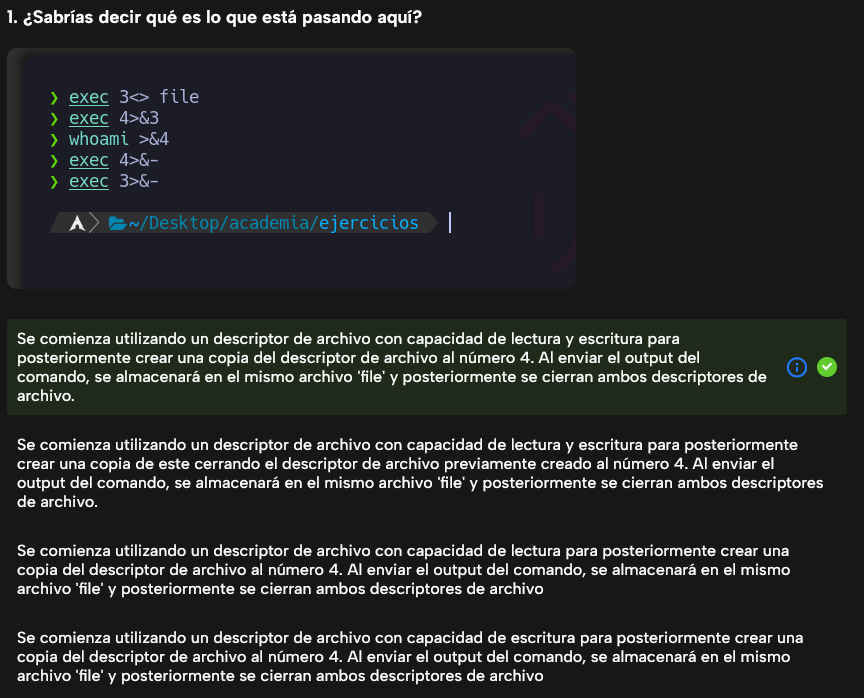 1. ¿Sabrías decir qué es lo que está pasando aquí?
❯ exec 3<> file
❯ exec 4>&3
❯ whoami >&4
❯ exec 4>&-
❯ exec 3>&-
~/Desktop/academia/ejercicios
Se comienza utilizando un descriptor de archivo con capacidad de lectura y escritura para
posteriormente crear una copia del descriptor de archivo al número 4. Al enviar el output del
comando, se almacenará en el mismo archivo 'file' y posteriormente se cierran ambos descriptores de
archivo.
Se comienza utilizando un descriptor de archivo con capacidad de lectura y escritura para posteriormente
crear una copia de este cerrando el descriptor de archivo previamente creado al número 4. Al enviar el
output del comando, se almacenará en el mismo archivo 'file' y posteriormente se cierran ambos descriptores
de archivo.
Se comienza utilizando un descriptor de archivo con capacidad de lectura para posteriormente crear una
copia del descriptor de archivo al número 4. Al enviar el output del comando, se almacenará en el mismo
archivo 'file' y posteriormente se cierran ambos descriptores de archivo
Se comienza utilizando un descriptor de archivo con capacidad de escritura para posteriormente crear una
copia del descriptor de archivo al número 4. Al enviar el output del comando, se almacenará en el mismo
archivo 'file' y posteriormente se cierran ambos descriptores de archivo